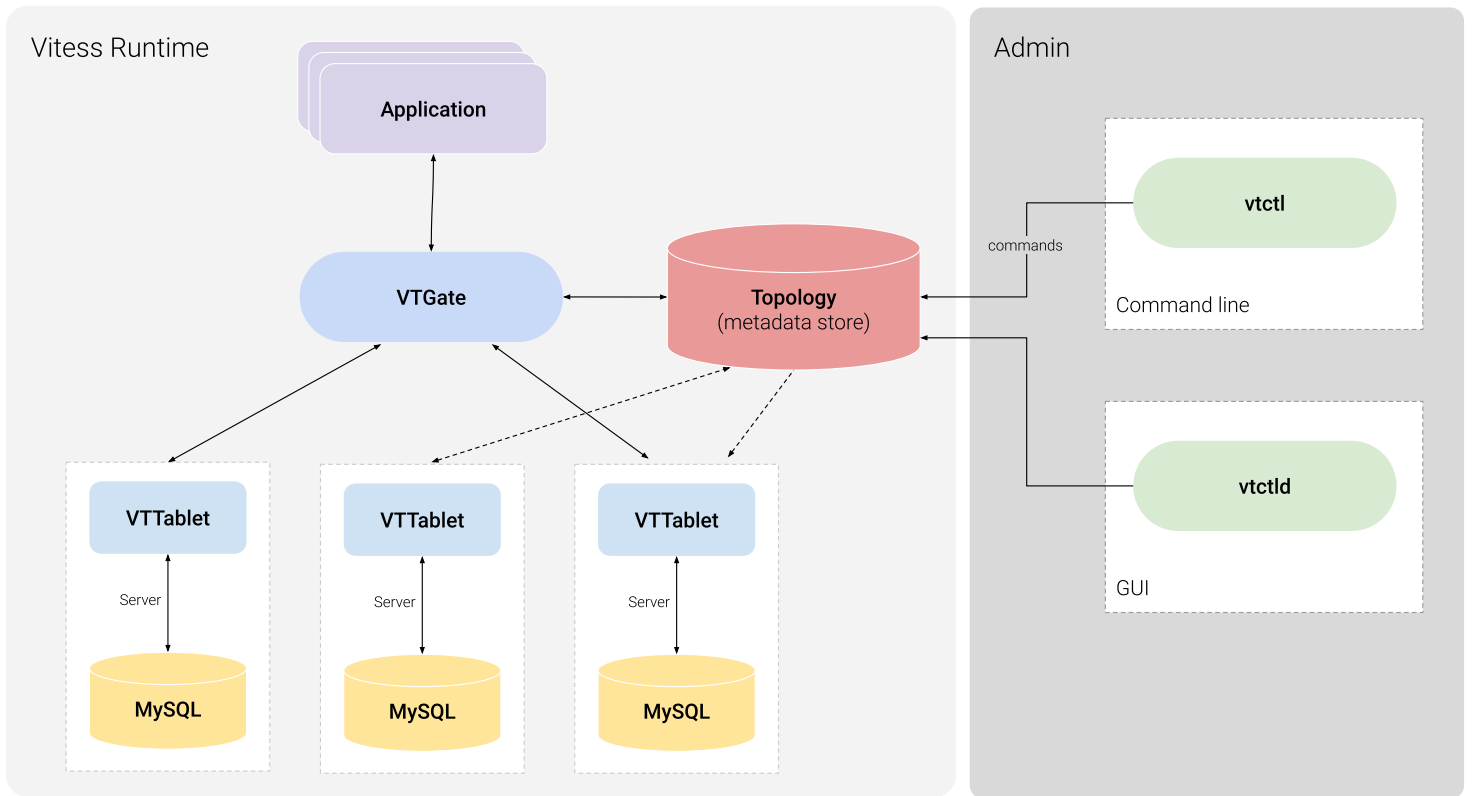 Vitess Runtime
Application
VTGate
Topology
(metadata store)
VTTablet
Server
MySQL
VTTablet
Server
MySQL
VTTablet
Server
MySQL
Admin
vtctl
commands
Command line
vtctld
GUI